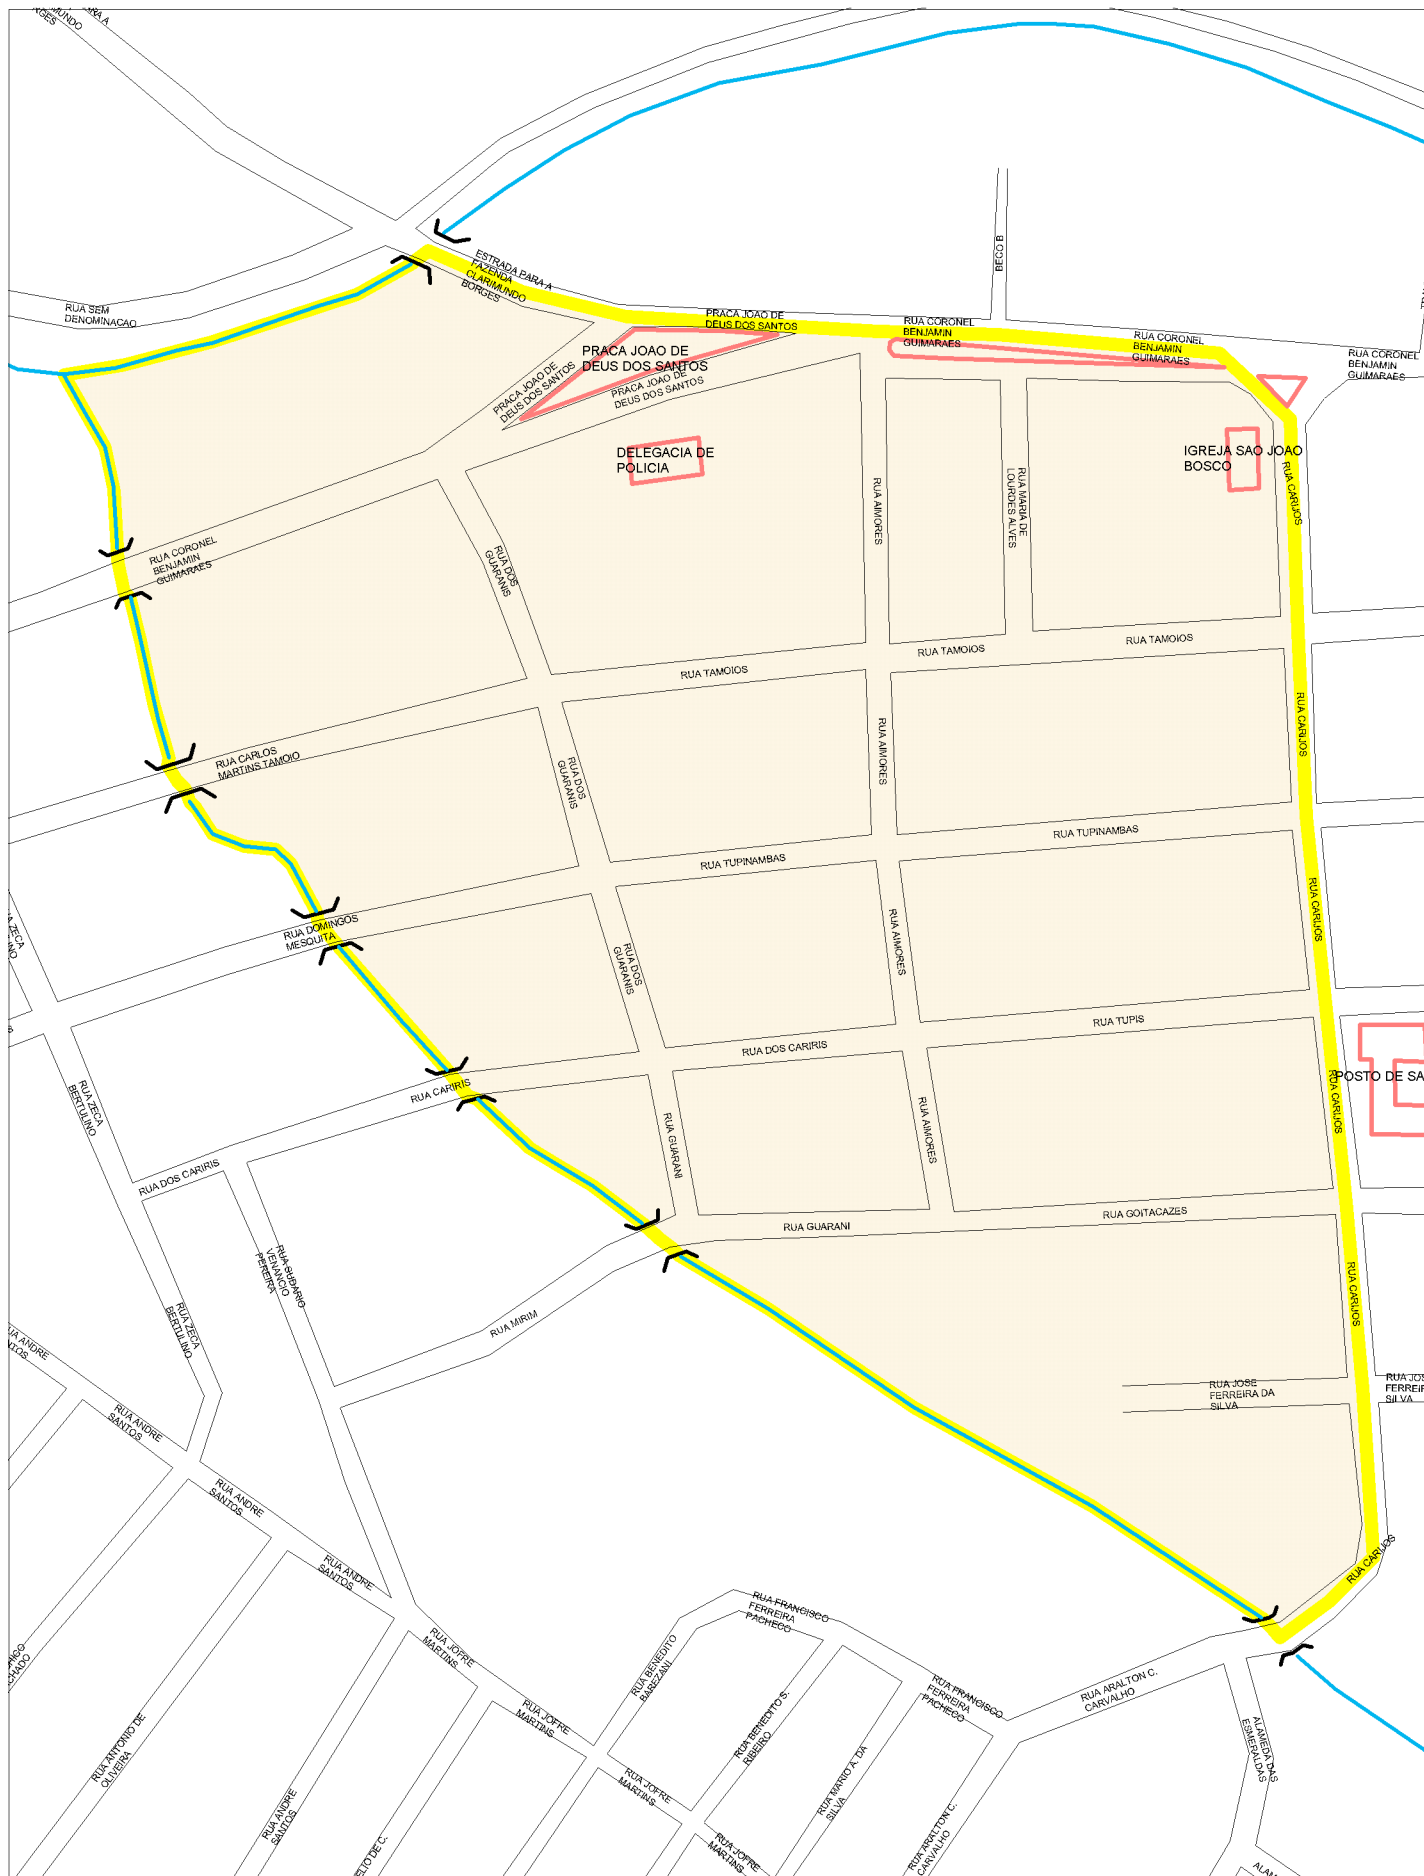 RUA SEM
DENOMINACAO
ESTRADA PARA A
FAZENDA
CLARIMUNDO
BORGES
BECO B
PRACA JOAO DE
DEUS DOS SANTOS
RUA CORONEL
BENJAMIN
GUIMARAES
RUA CORONEL
BENJAMIN
GUIMARAES
RUA CORONEL
BENJAMIN
GUIMARAES
PRACA JOAO DE
DEUS DOS SANTOS
PRACA JOAO DE
DEUS DOS SANTOS
PRACA JOAO DE
DEUS DOS SANTOS
DELEGACIA DE
POLICIA
IGREJA SAO JOAO
BOSCO
RUA CARIJOS
RUA AIMORES
RUA MARIA DE
LOURDES ALVES
RUA CORONEL
BENJAMIN
GUIMARAES
RUA DOS
GUARANIS
RUA TAMOIOS
RUA TAMOIOS
RUA TAMOIOS
RUA CARIJOS
RUA CARLOS
MARTINS TAMOIO
RUA DOS
GUARANIS
RUA AIMORES
RUA TUPINAMBAS
RUA TUPINAMBAS
RUA CARIJOS
RUA DOMINGOS
MESQUITA
RUA DOS
GUARANIS
RUA AIMORES
RUA TUPIS
RUA DOS CARIRIS
RUA CARIRIS
POSTO DE SA
RUA CARIJOS
RUA ZECA
BERTULINO
RUA GUARANI
RUA AIMORES
RUA DOS CARIRIS
RUA GUARANI
RUA GOITACAZES
RUA SUDARIO
VENANCIO
PEREIRA
RUA CARIJOS
RUA MIRIM
RUA ZECA
BERTULINO
RUA JOSE
FERREIRA DA
SILVA
RUA JOS
FERREIR
SILVA
RUA ANDRE
SANTOS
RUA ANDRE
SANTOS
RUA ANDRE
SANTOS
RUA CARIJOS
RUA FRANCISCO
FERREIRA
PACHECO
RUA JOFRE
MARTINS
RUA BENEDITO
BAREZANI
RUA FRANCISCO
FERREIRA
PACHECO
RUA ARALTON C.
CARVALHO
RUA JOFRE
MARTINS
RUA BENEDITO S.
RIBEIRO
ALAMEDA DAS
ESMERALDAS
RUA ANTONIO DE
OLIVEIRA
RUA JOFRE
MARTINS
RUA MARIO A. DA
SILVA
RUA ANDRE
SANTOS
RUA ARALTON C.
CARVALHO
RUA JOFRE
MARTINS